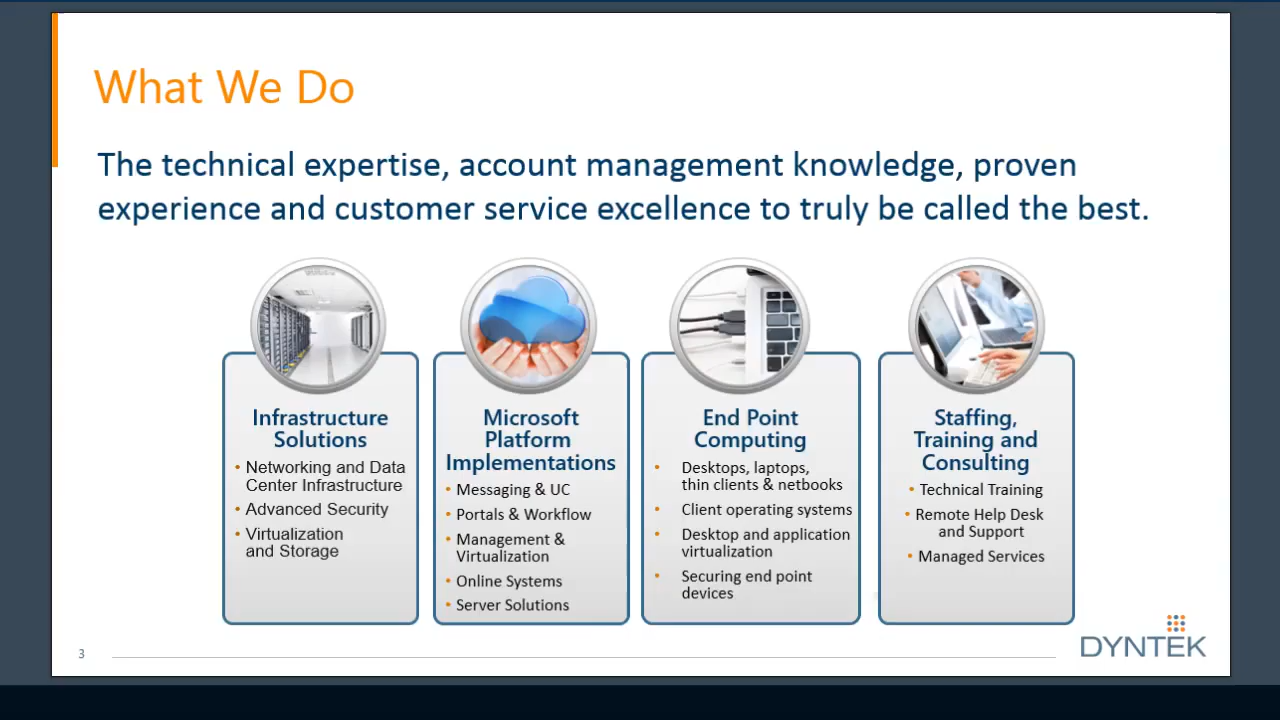 What We Do
The technical expertise, account management knowledge, proven
experience and customer service excellence to truly be called the best.
Infrastructure
Solutions
• Networking and Data
Center Infrastructure
• Advanced Security
• Virtualization
and Storage
Microsoft
Platform
Implementations
• Messaging & UC
• Portals & Workflow
• Management &
Virtualization
• Online Systems
• Server Solutions
End Point
Computing
• Desktops, laptops,
thin clients & netbooks
• Client operating systems
• Desktop and application
virtualization
• Securing end point
devices
Staffing,
Training and
Consulting
• Technical Training
• Remote Help Desk
and Support
• Managed Services
3
DYNTEK